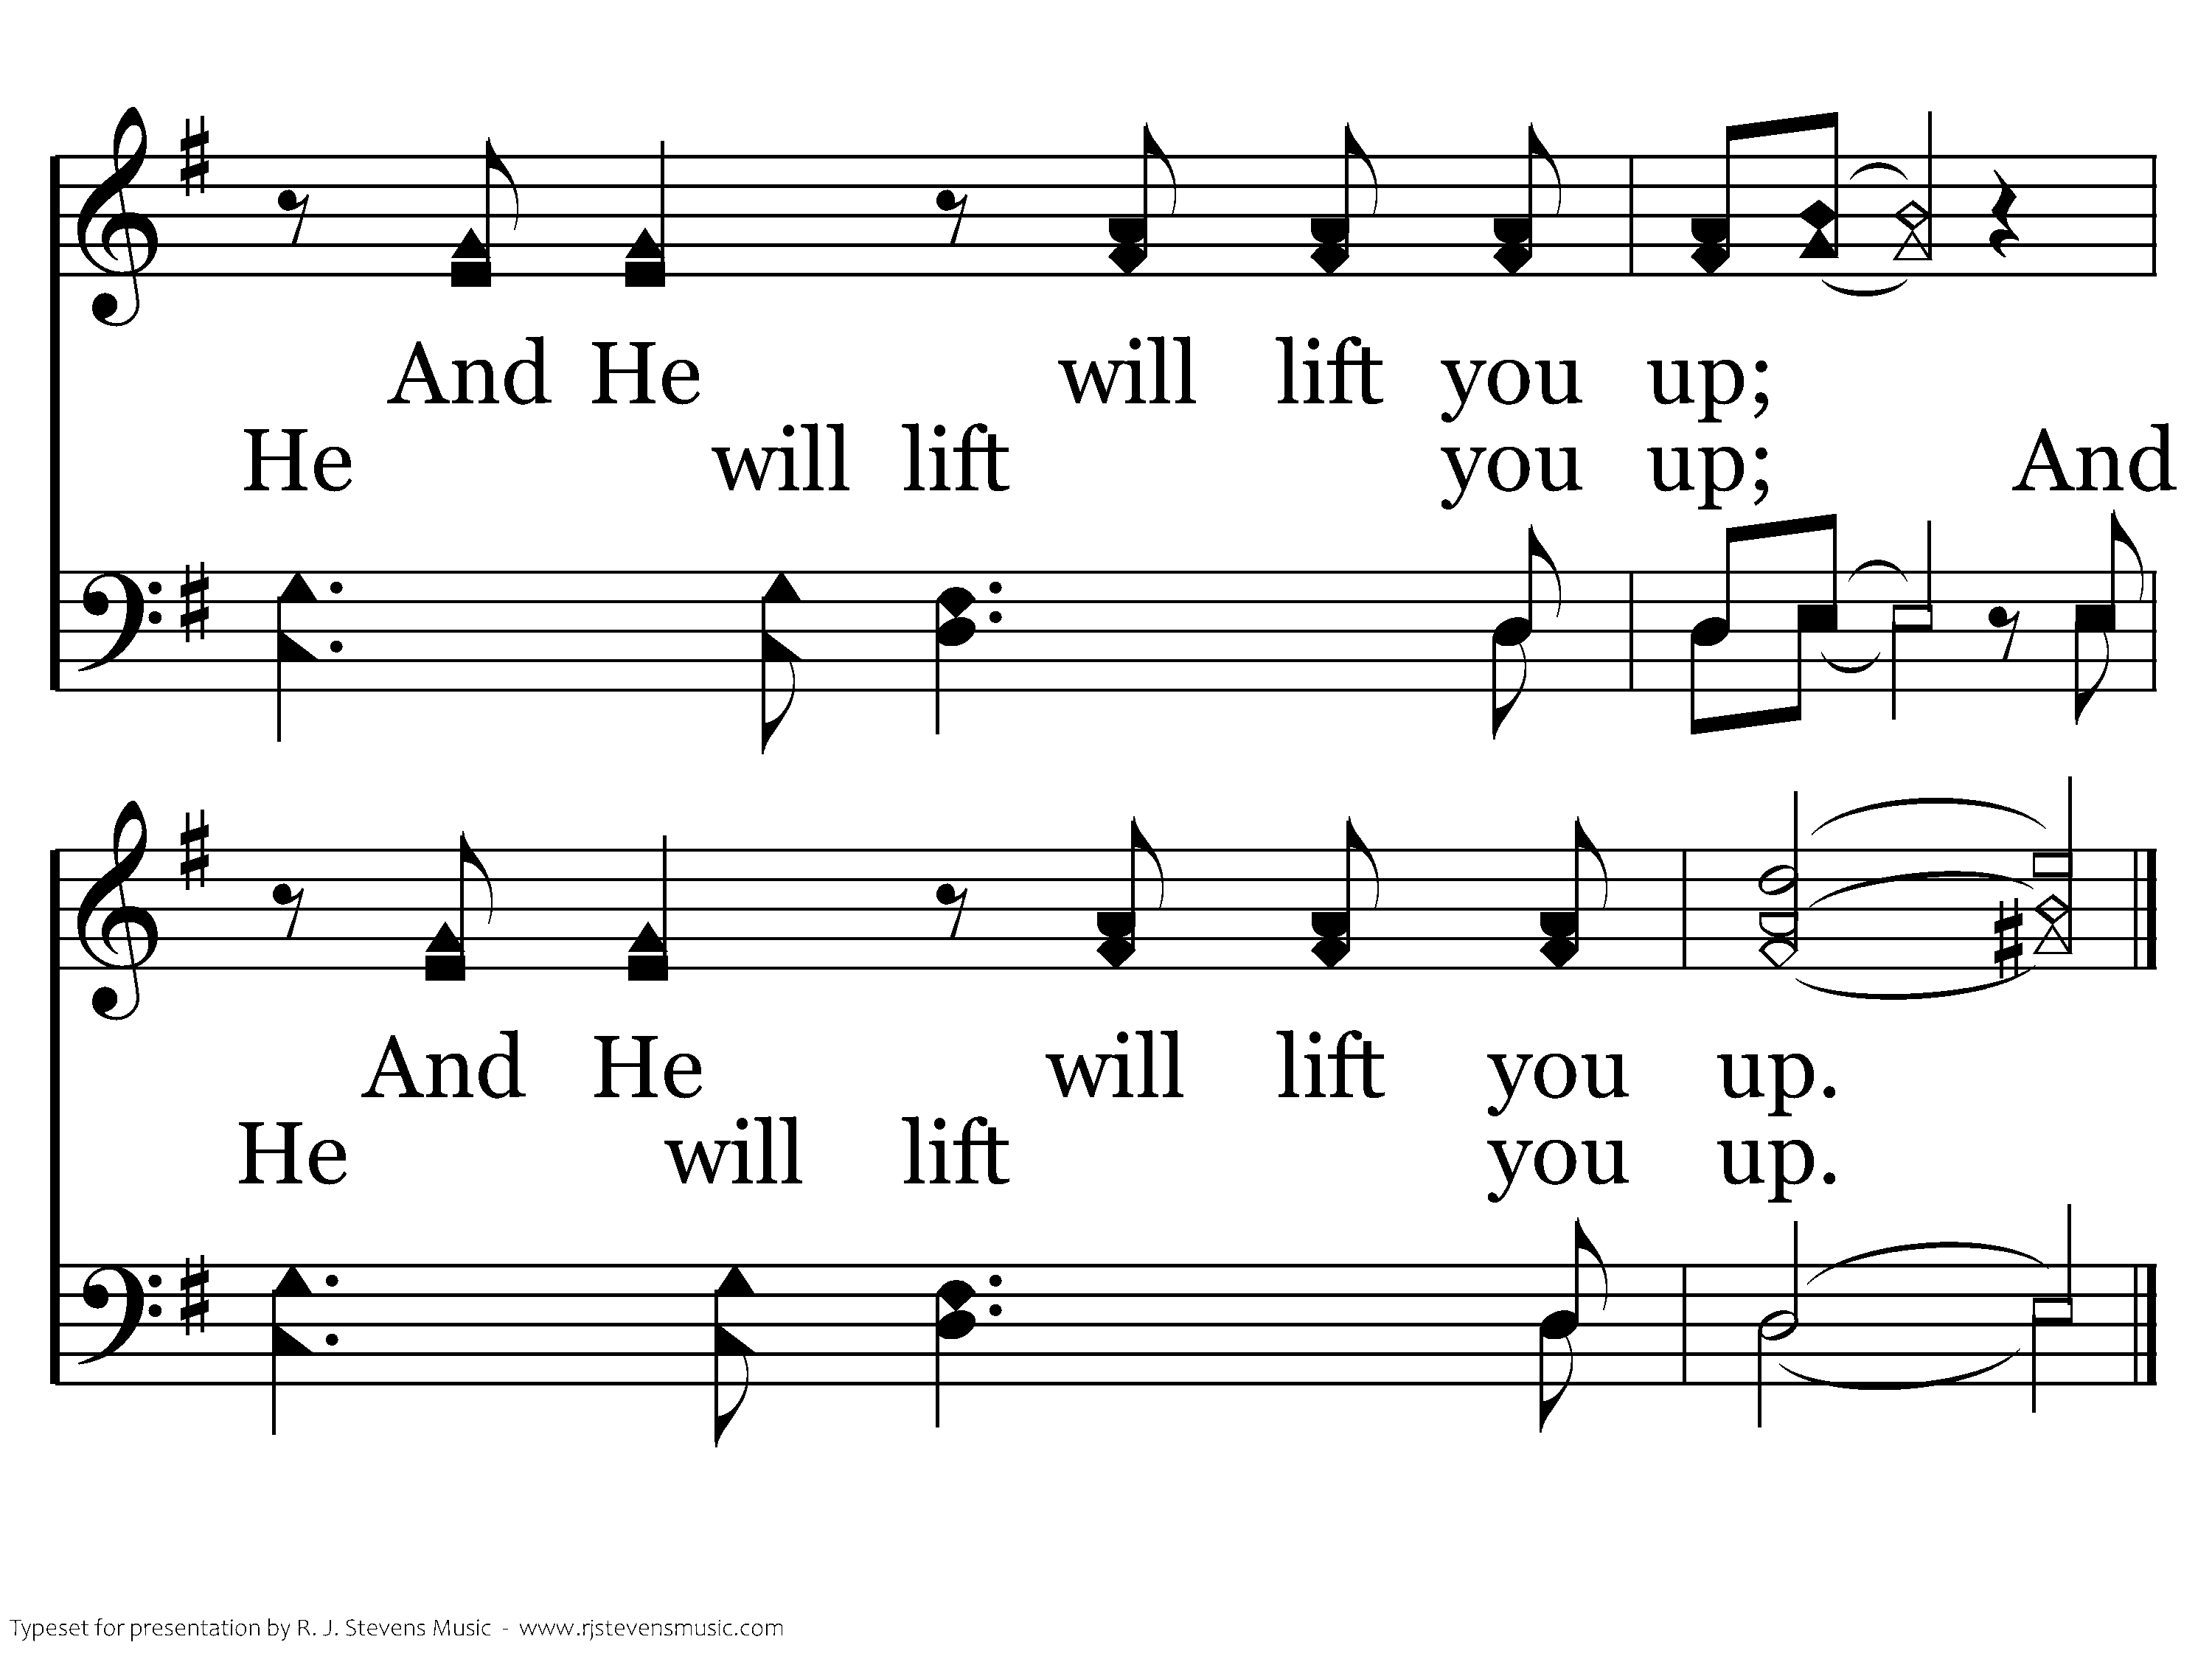 And He will lift you up;
He will lift you up; And
And He will lift you up.
He will lift you up.
Typeset for presentation by R. J. Stevens Music - www.rjstevensmusic.com